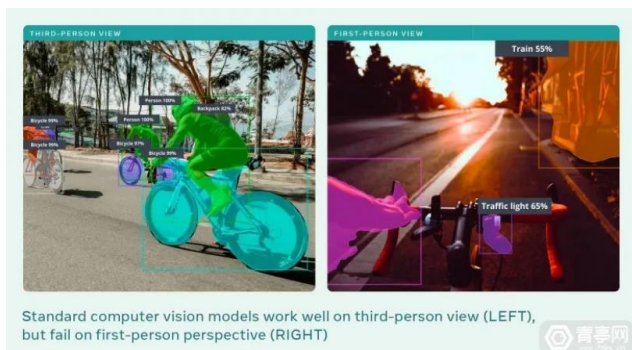 THIRD-PERSON VIEW
FIRST-PERSON VIEW
Train 55%
Person 100%
Backpack 92%
Bicycle 99%
Person 100%
Bicycle 99%
Bicycle 97%
Bicycle 99%
Traffic light 65%
Standard computer vision models work well on third-person view (LEFT),
but fail on first-person perspective (RIGHT)
青亭网